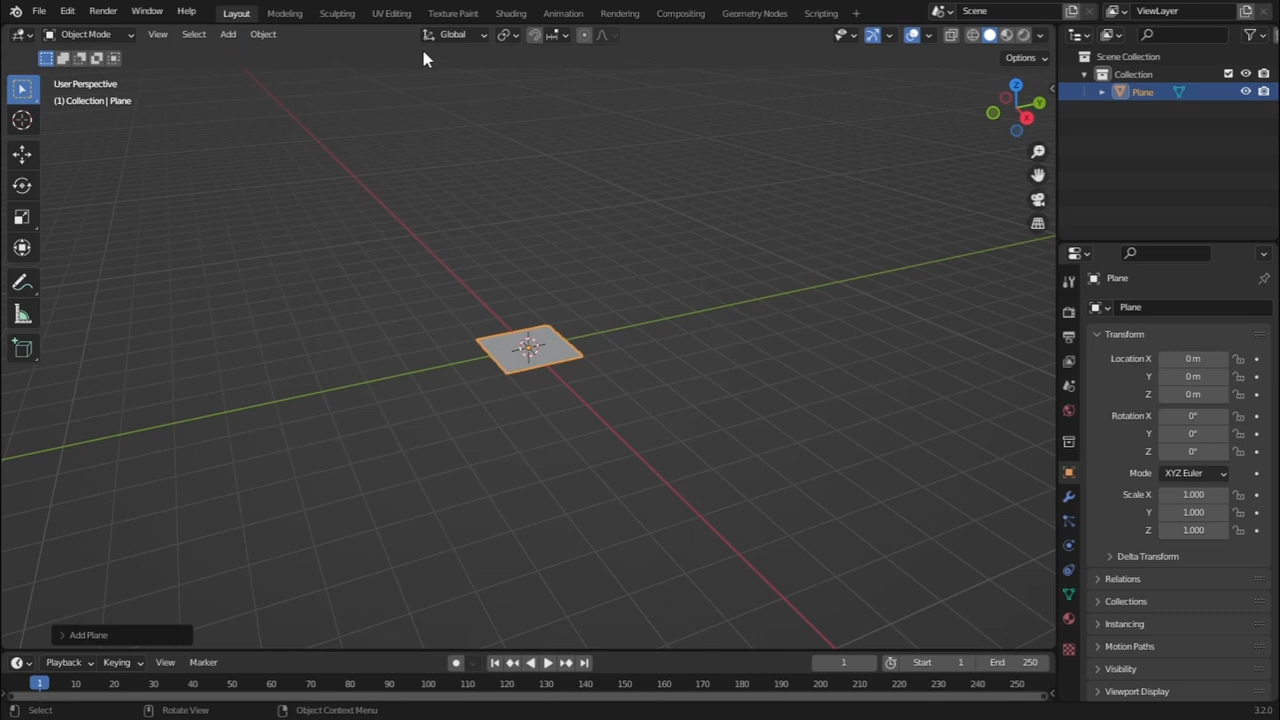 File Edit Render Window Help Layout Modeling Sculpting UV Editing Texture Paint Shading Animation Rendering Compositing Geometry Nodes Scripting + Scene ViewLayer
Object Mode View Select Add Object Global
Options
User Perspective
(1) Collection | Plane
Z
Y
X
Scene Collection
Collection
Plane
Plane
Plane
Transform
Location X 0 m
Y 0 m
Z 0 m
Rotation X 0°
Y 0°
Z 0°
Mode XYZ Euler
Scale X 1.000
Y 1.000
Z 1.000
Delta Transform
Relations
Collections
Instancing
Motion Paths
Visibility
Viewport Display
Add Plane
Playback Keying View Marker 1 Start 1 End 250
1 10 20 30 40 50 60 70 80 90 100 110 120 130 140 150 160 170 180 190 200 210 220 230 240 250
Select Rotate View Object Context Menu 3.2.0